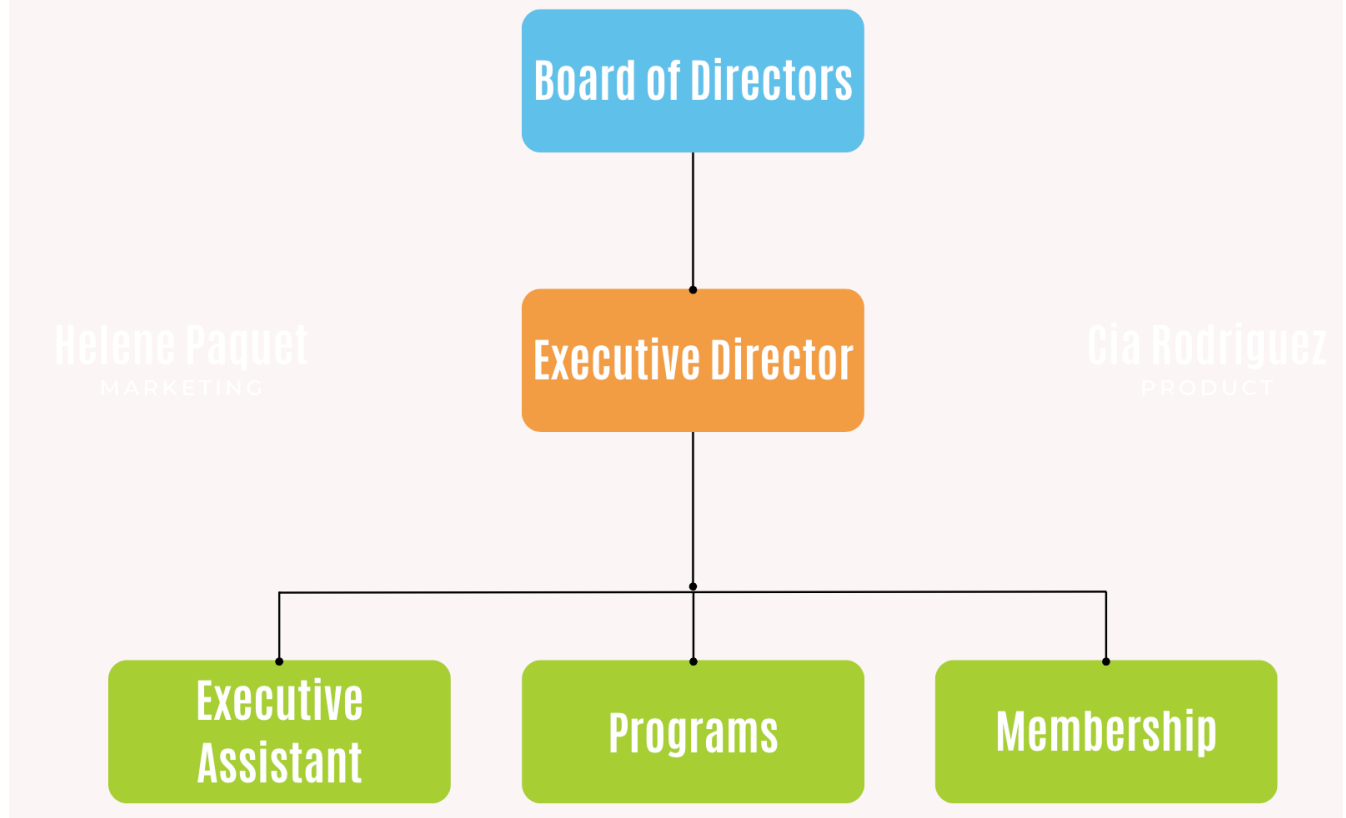 Board of Directors
Helene Paquet
MARKETING
Executive Director
Cia Rodriguez
PRODUCT
Executive
Assistant
Programs
Membership